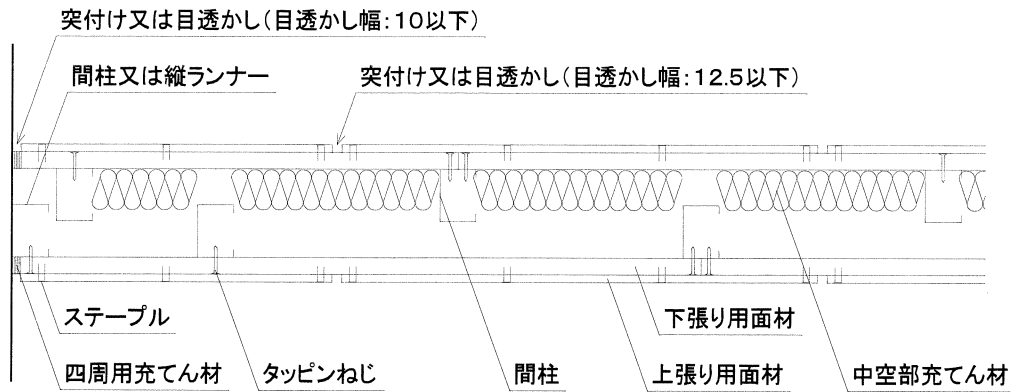 突付け又は目透かし(目透かし幅:10以下)
間柱又は縦ランナー
突付け又は目透かし(目透かし幅:12.5以下)
ステープル
下張り用面材
四周用充てん材
タッピンねじ
間柱
上張り用面材
中空部充てん材